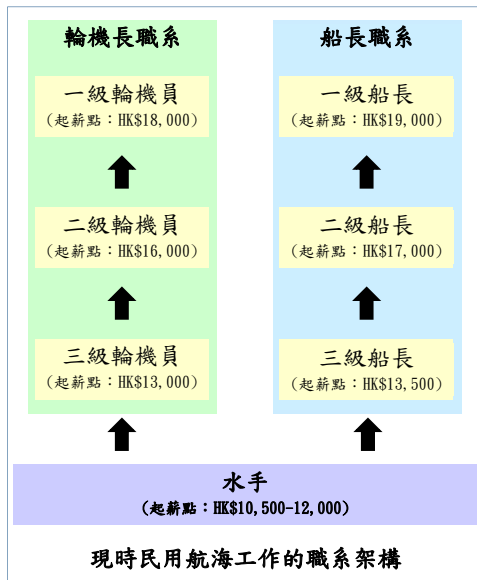 輪機長職系
一級輪機員
(起薪點：HK$18,000)
二級輪機員
(起薪點：HK$16,000)
三級輪機員
(起薪點：HK$13,000)
船長職系
一級船長
(起薪點：HK$19,000)
二級船長
(起薪點：HK$17,000)
三級船長
(起薪點：HK$13,500)
水手
(起薪點：HK$10,500-12,000)
現時民用航海工作的職系架構